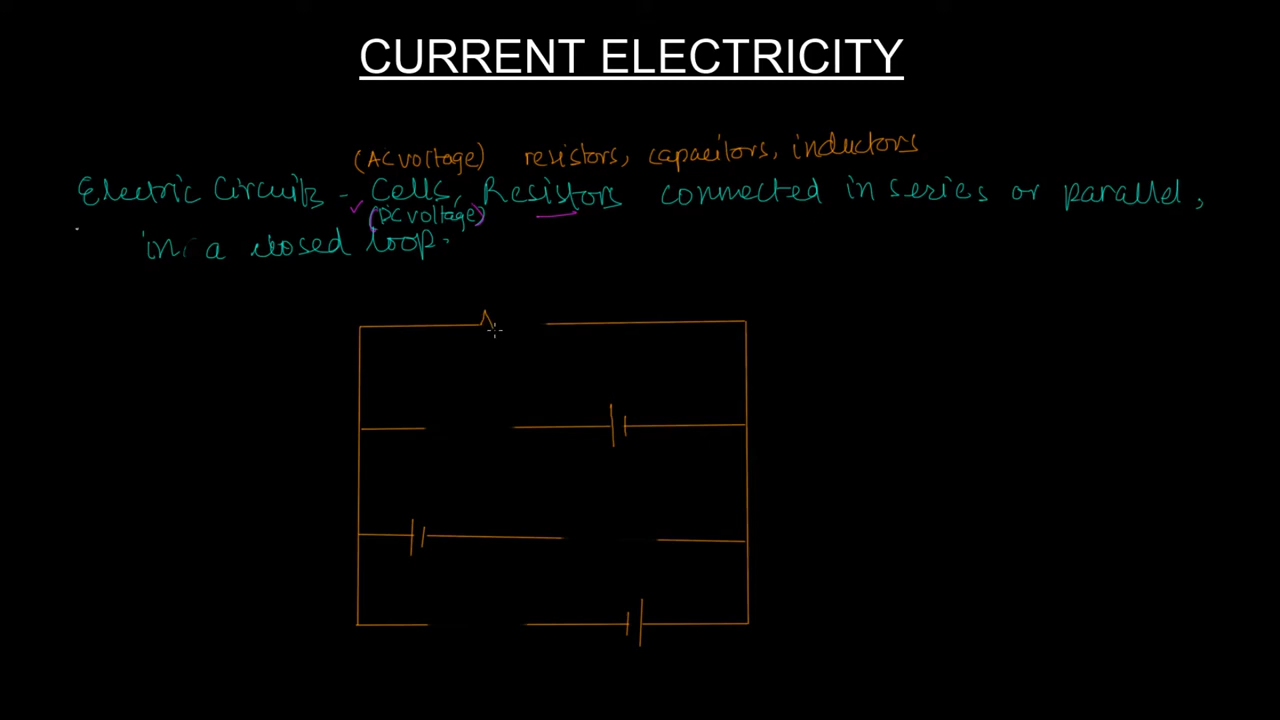 CURRENT ELECTRICITY
(AC voltage) resistors, capacitors, inductors
Electric Circuits - Cells, Resistors connected in series or parallel,
(DC voltage)
in a closed loop.